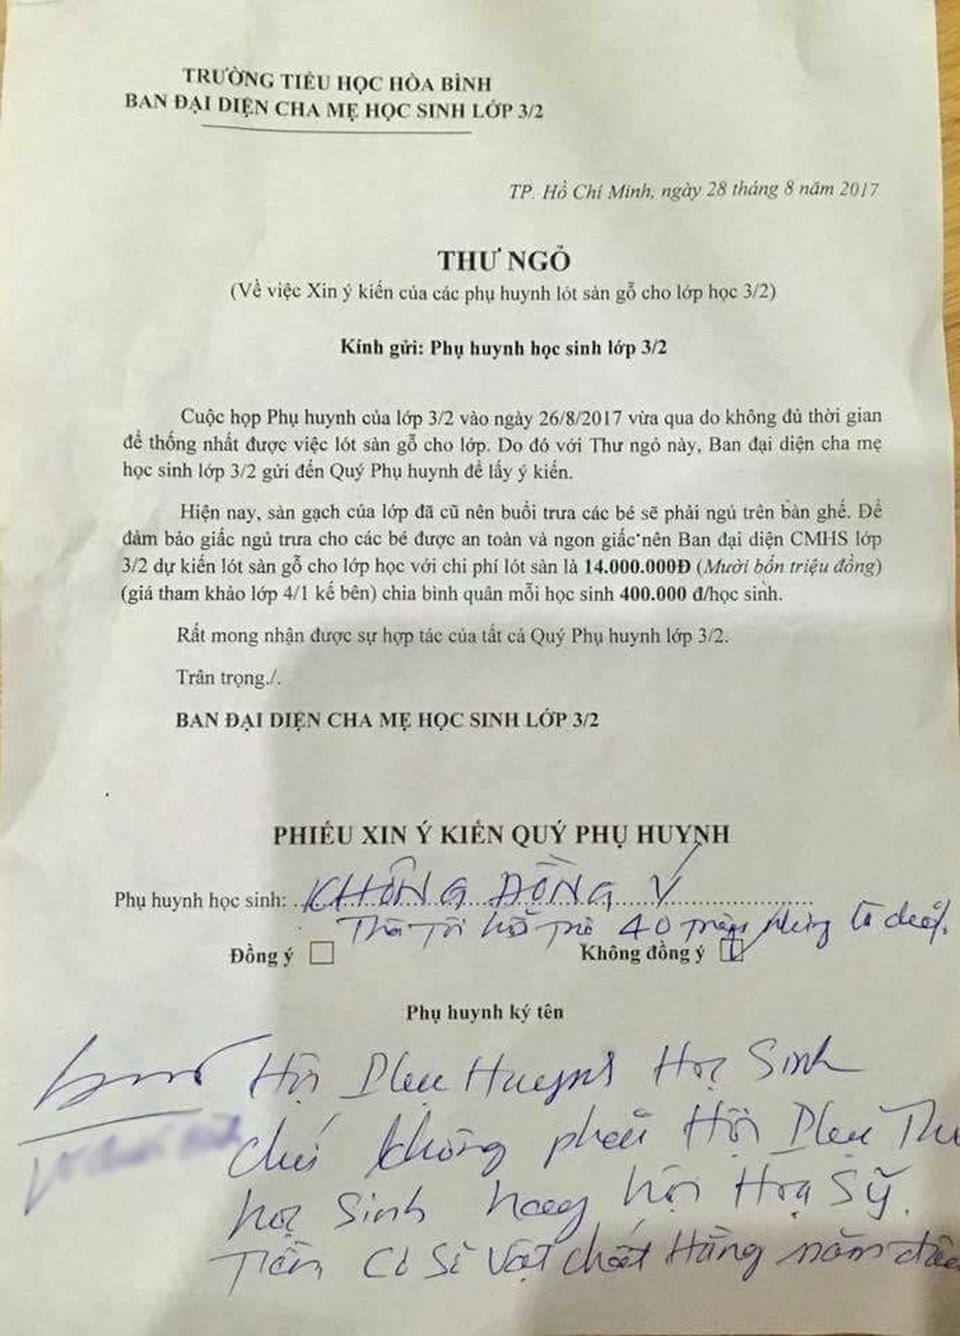 TRƯỜNG TIỂU HỌC HÒA BÌNH
BAN ĐẠI DIỆN CHA MẸ HỌC SINH LỚP 3/2
TP. Hồ Chí Minh, ngày 28 tháng 8 năm 2017
THƯ NGỎ
(Về việc Xin ý kiến của các phụ huynh lót sàn gỗ cho lớp học 3/2)
Kính gửi: Phụ huynh học sinh lớp 3/2
Cuộc họp Phụ huynh của lớp 3/2 vào ngày 26/8/2017 vừa qua do không đủ thời gian
để thống nhất được việc lót sàn gỗ cho lớp. Do đó với Thư ngỏ này, Ban đại diện cha mẹ
học sinh lớp 3/2 gửi đến Quý Phụ huynh để lấy ý kiến.
Hiện nay, sàn gạch của lớp đã cũ nên buổi trưa các bé sẽ phải ngủ trên bàn ghế. Để
đảm bảo giấc ngủ trưa cho các bé được an toàn và ngon giấc nên Ban đại diện CMHS lớp
3/2 dự kiến lót sàn gỗ cho lớp học với chi phí lót sàn là 14.000.000Đ (Mười bốn triệu đồng)
(giá tham khảo lớp 4/1 kế bên) chia bình quân mỗi học sinh 400.000 đ/học sinh.
Rất mong nhận được sự hợp tác của tất cả Quý Phụ huynh lớp 3/2.
Trân trọng./.
BAN ĐẠI DIỆN CHA MẸ HỌC SINH LỚP 3/2
PHIẾU XIN Ý KIẾN QUÝ PHỤ HUYNH
Phụ huynh học sinh: KHÔNG ĐỒNG Ý
40
Đồng ý Không đồng ý
Phụ huynh ký tên
Hội Phụ Huynh Học Sinh
chứ không phải Hội Phụ Thu
học sinh hay hội Hoạ Sỹ.
Tiền Cơ Sở Vật chất Hằng năm đâu